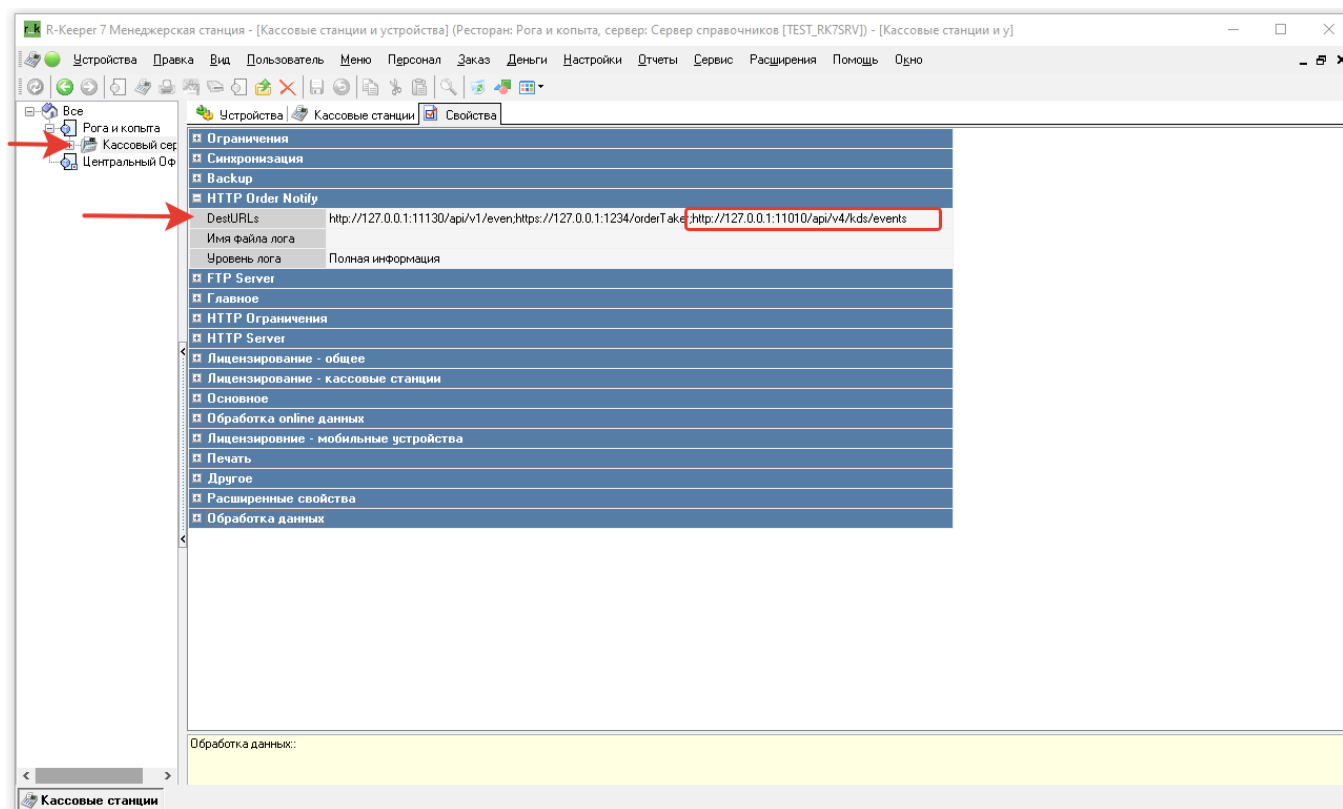 R-Keeper 7 Менеджерская станция - [Кассовые станции и устройства] (Ресторан: Рога и копыта, сервер: Сервер справочников [TEST_RK7SRV]) - [Кассовые станции и у]
Устройства Правка Вид Пользователь Меню Персонал Заказ Деньги Настройки Отчеты Сервис Расширения Помощь Окно
Все
Рога и копыта
Кассовый сер
Центральный Оф
Устройства Кассовые станции Свойства
Ограничения
Синхронизация
Backup
HTTP Order Notify
DestURLs http://127.0.0.1:11130/api/v1/even;https://127.0.0.1:1234/orderTaker;http://127.0.0.1:11010/api/v4/kds/events
Имя файла лога
Уровень лога Полная информация
FTP Server
Главное
HTTP Ограничения
HTTP Server
Лицензирование - общее
Лицензирование - кассовые станции
Основное
Обработка online данных
Лицензировние - мобильные устройства
Печать
Другое
Расширенные свойства
Обработка данных
Обработка данных::
Кассовые станции